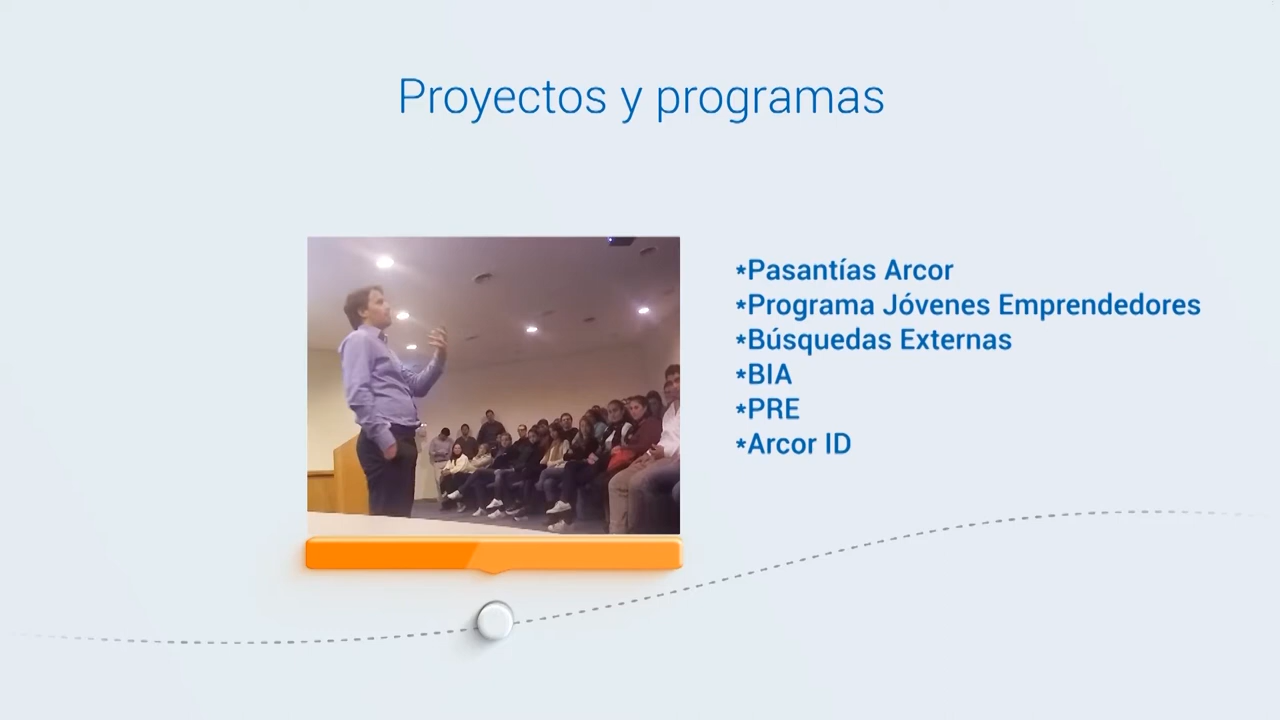 Proyectos y programas
*Pasantías Arcor
*Programa Jóvenes Emprendedores
*Búsquedas Externas
*BIA
*PRE
*Arcor ID